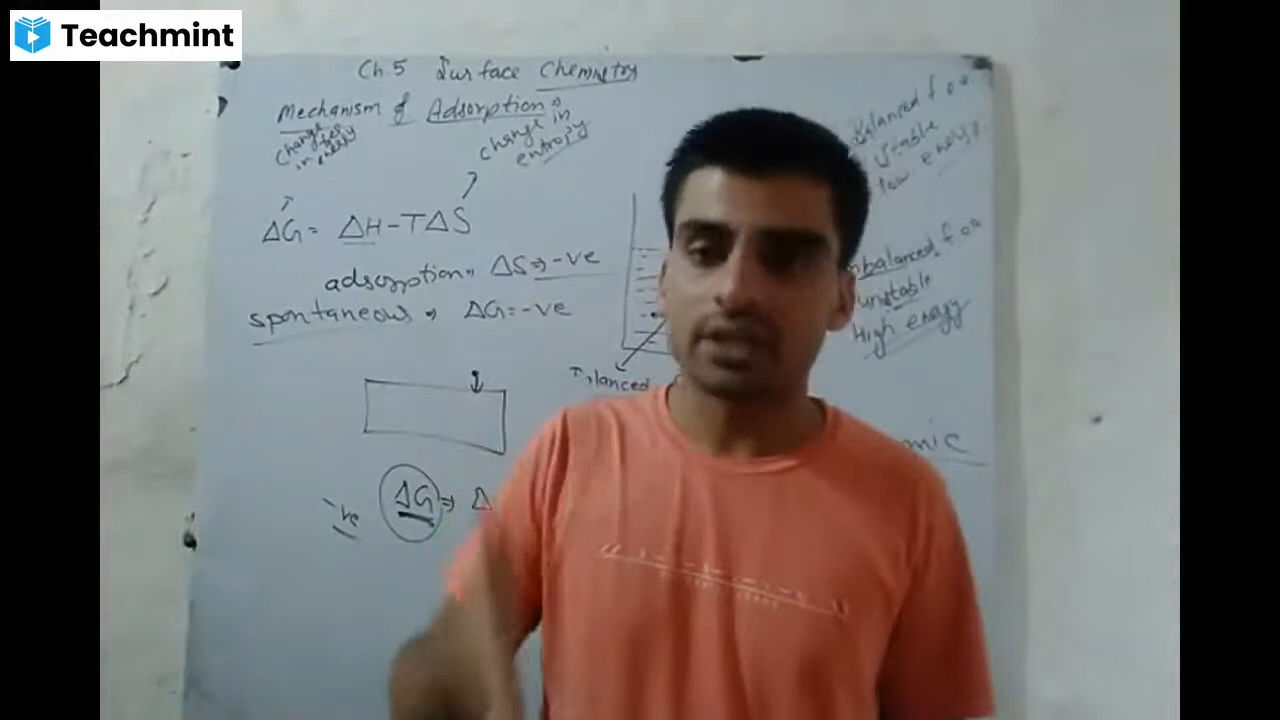 Teachmint
Ch. 5 Surface Chemistry
Mechanism of Adsorption
change in energy
change in entropy
ΔG = ΔH - TΔS
adsorption ΔS ⇒ -ve
spontaneous ⇒ ΔG = -ve
balanced
-ve ΔG ⇒ Δ
balanced f o a
stable
low energy
unbalanced f o a
unstable
High energy
mic